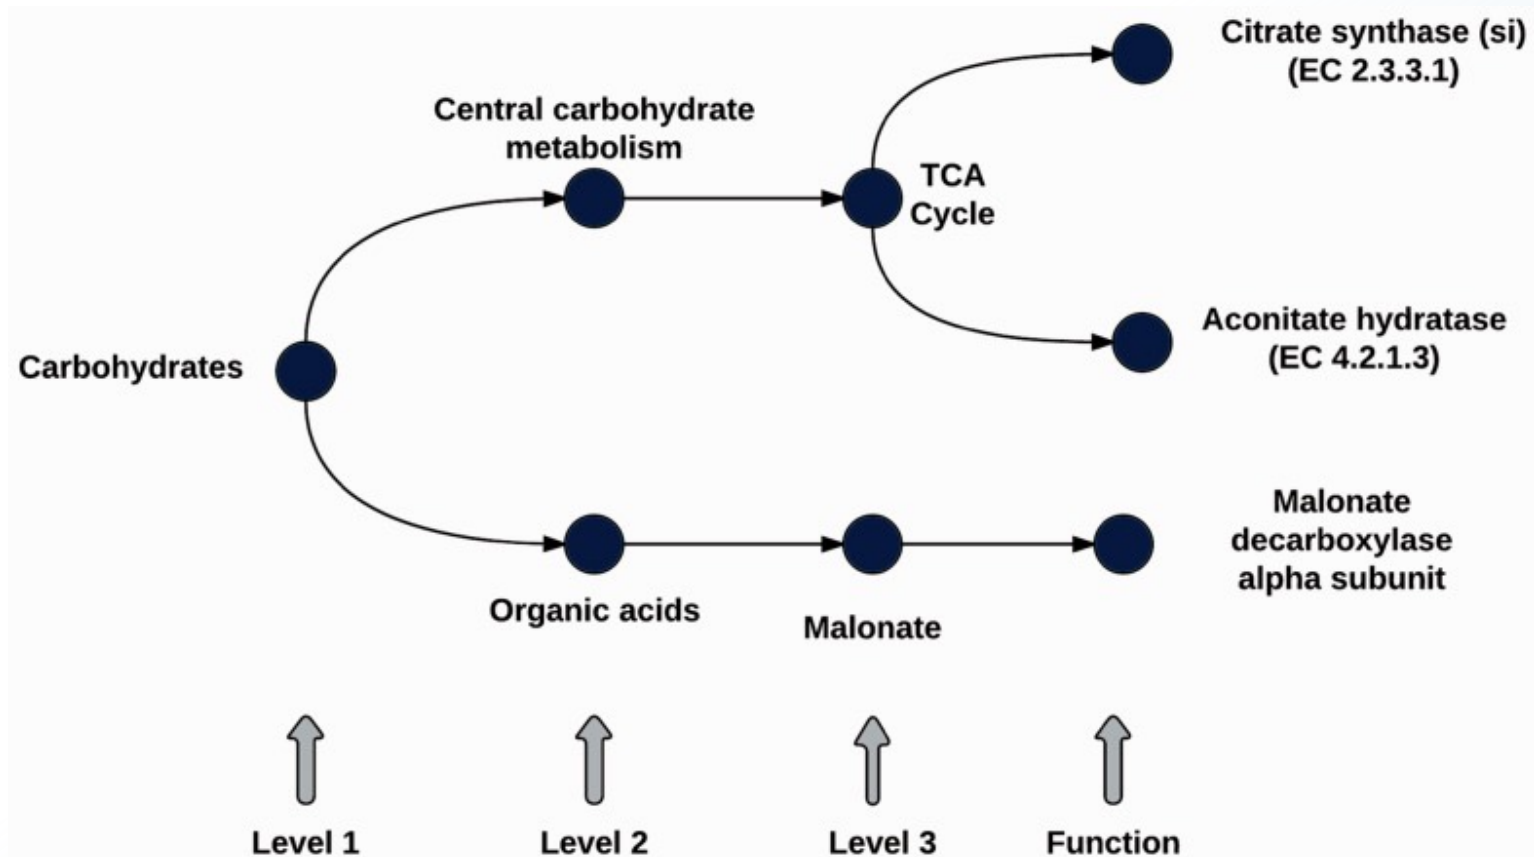 Citrate synthase (si)
(EC 2.3.3.1)
Central carbohydrate
metabolism
TCA
Cycle
Aconitate hydratase
(EC 4.2.1.3)
Carbohydrates
Malonate
decarboxylase
alpha subunit
Organic acids
Malonate
Level 1
Level 2
Level 3
Function